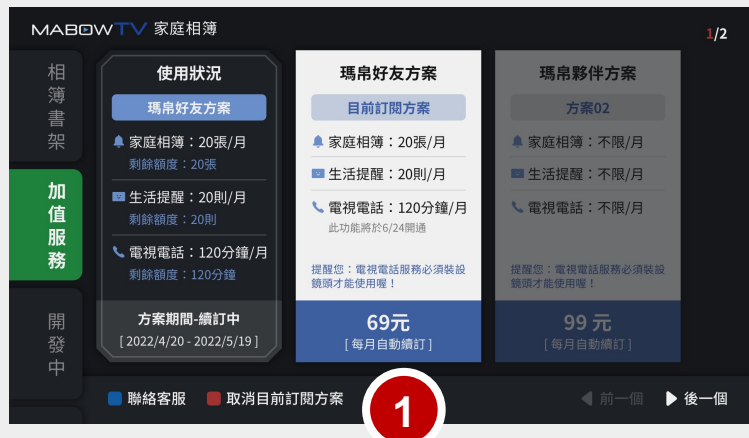 MABOWTV 家庭相簿
1/2
相簿書架
加值服務
開發中
使用狀況
瑪帛好友方案
家庭相簿：20張/月
剩餘額度：20張
生活提醒：20則/月
剩餘額度：20則
電視電話：120分鐘/月
剩餘額度：120分鐘
方案期間-續訂中
[ 2022/4/20 - 2022/5/19 ]
瑪帛好友方案
目前訂閱方案
家庭相簿：20張/月
生活提醒：20則/月
電視電話：120分鐘/月
此功能將於6/24開通
提醒您：電視電話服務必須裝設
鏡頭才能使用喔！
69元
[ 每月自動續訂 ]
瑪帛夥伴方案
方案02
家庭相簿：不限/月
生活提醒：不限/月
電視電話：不限/月
提醒您：電視電話服務必須裝設
鏡頭才能使用喔！
99 元
[ 每月自動續訂 ]
聯絡客服
取消目前訂閱方案
1
前一個
後一個